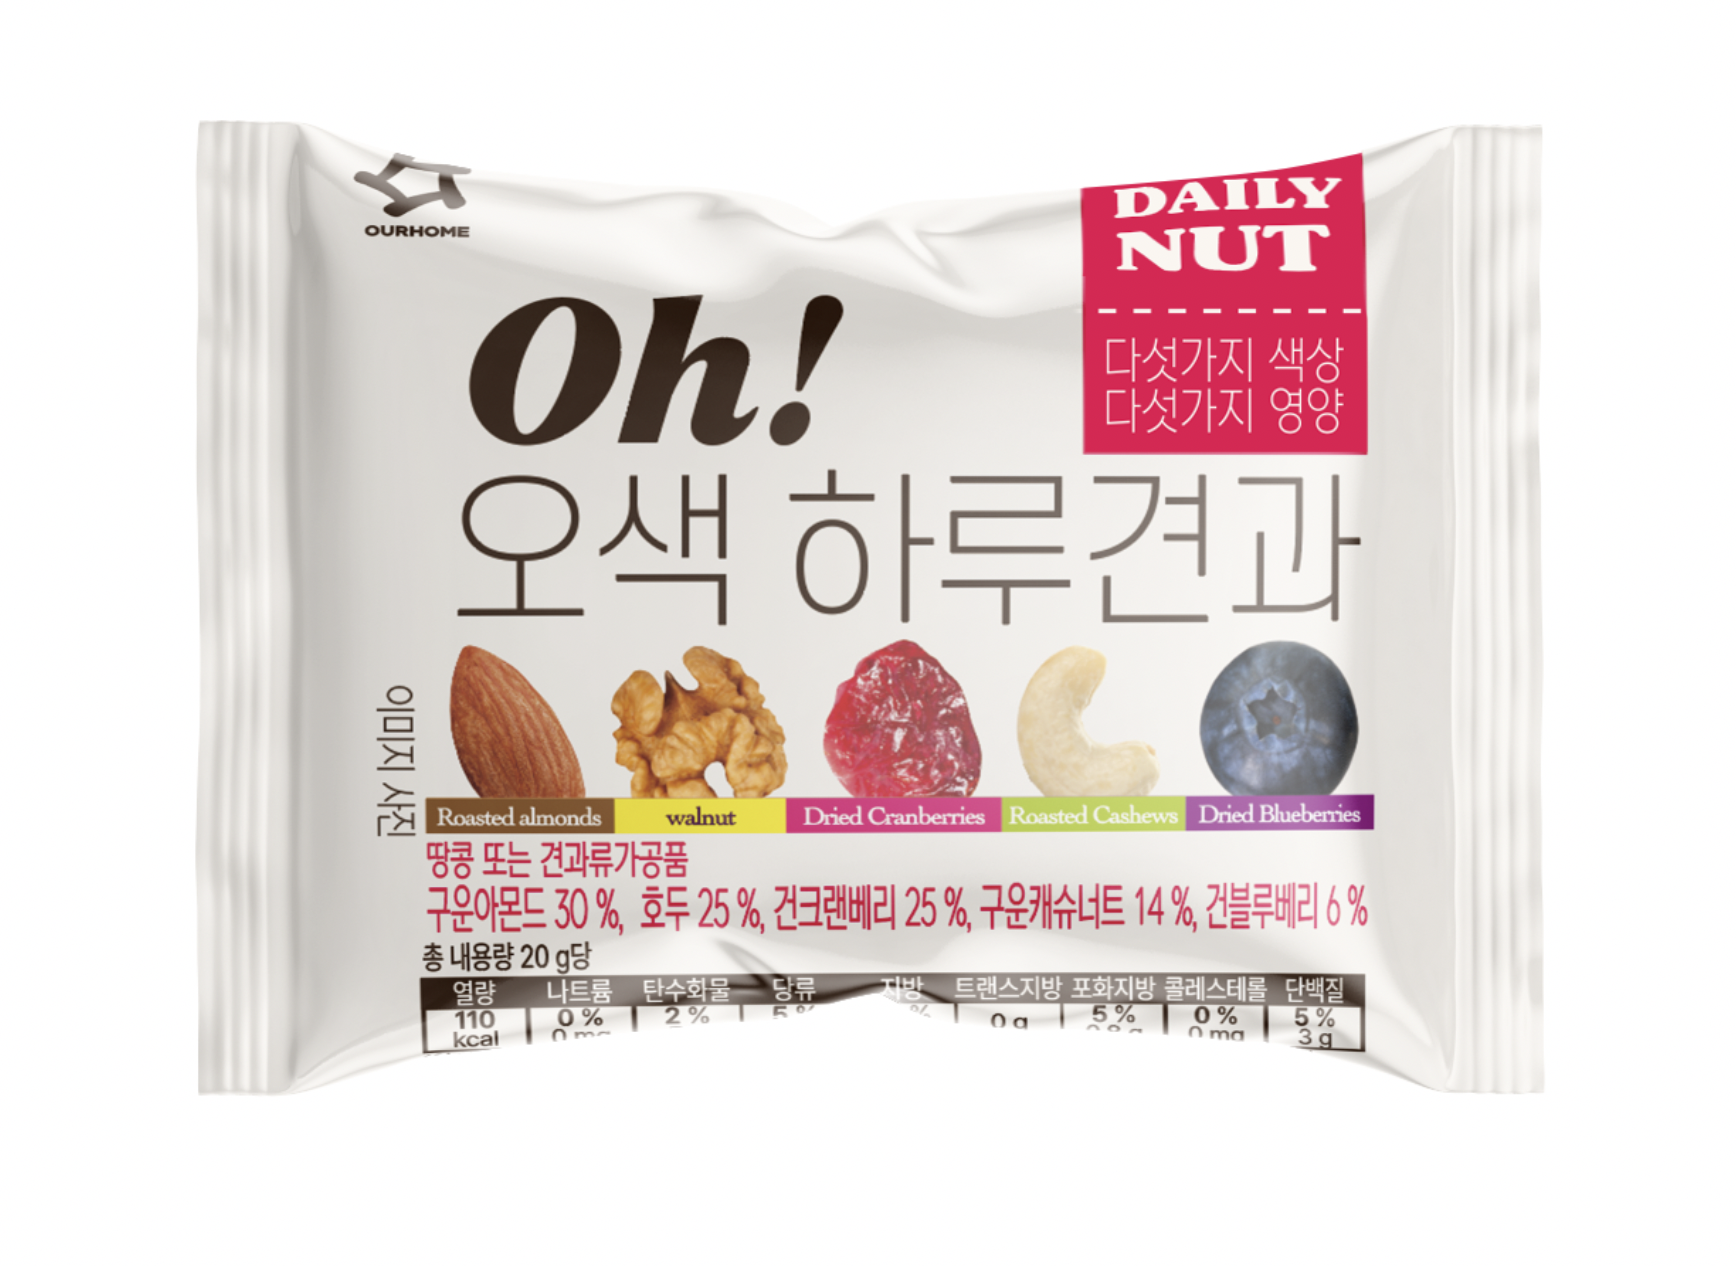 OURHOME
DAILY
NUT
다섯가지 색상
다섯가지 영양
Oh!
오색 하루견과
이미지 사진
Roasted almonds walnut Dried Cranberries Roasted Cashews Dried Blueberries
땅콩 또는 견과류가공품
구운아몬드 30 %, 호두 25 %, 건크랜베리 25 %, 구운캐슈너트 14 %, 건블루베리 6 %
총 내용량 20 g당
열량 나트륨 탄수화물 당류 지방 트랜스지방 포화지방 콜레스테롤 단백질
110 0 % 2 % 5 % % 0 g 5 % 0 % 5 %
kcal 0 mg 0 mg 3 g